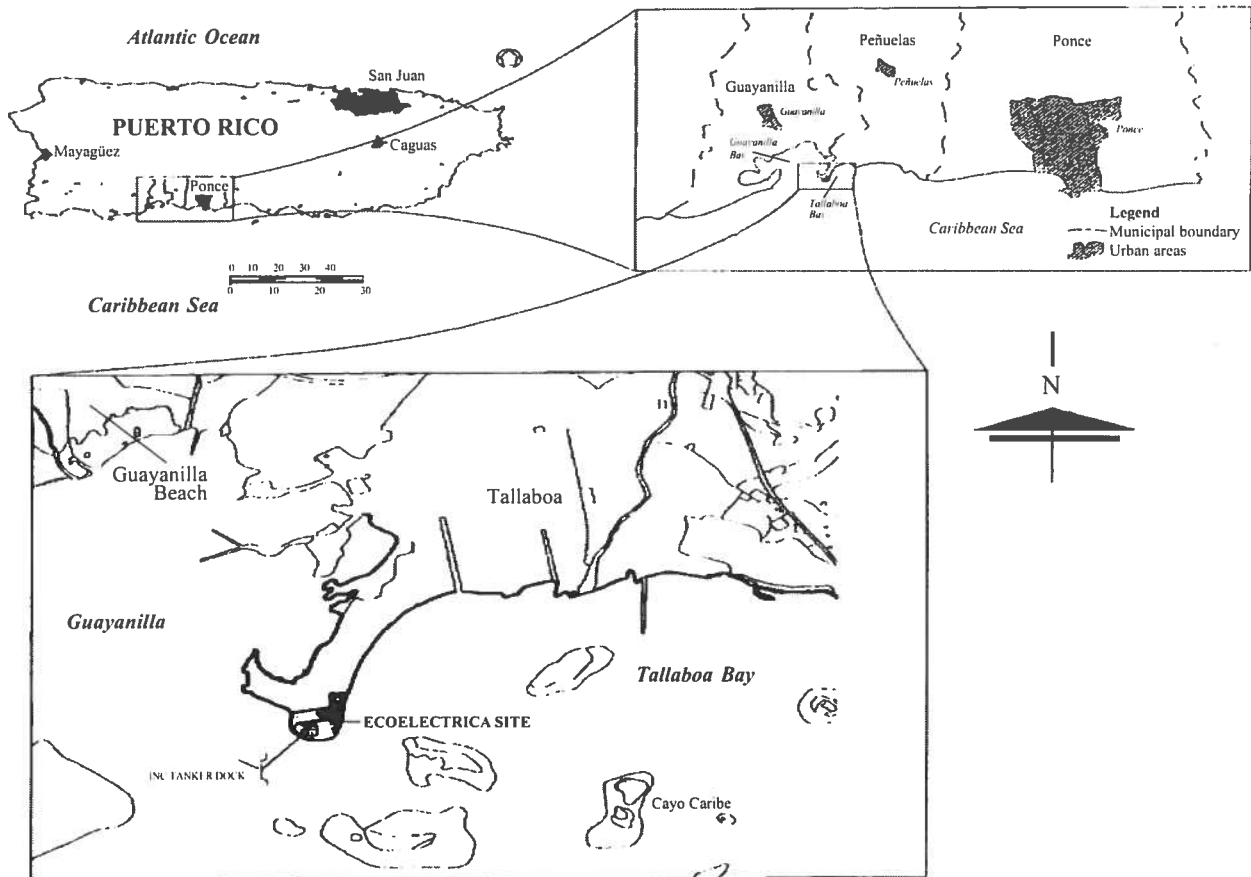 Atlantic Ocean
San Juan
PUERTO RICO
Mayagüez
Caguas
Ponce
0 10 20 30 40
0 10 20 30
Caribbean Sea
Peñuelas
Ponce
Peñuelas
Guayanilla
Guayanilla
Ponce
Guayanilla
Bay
Tallaboa
Bay
Caribbean Sea
Legend
Municipal boundary
Urban areas
N
Guayanilla
Beach
Tallaboa
Guayanilla
Tallaboa Bay
ECOELECTRICA SITE
TANKER DOCK
Cayo Caribe